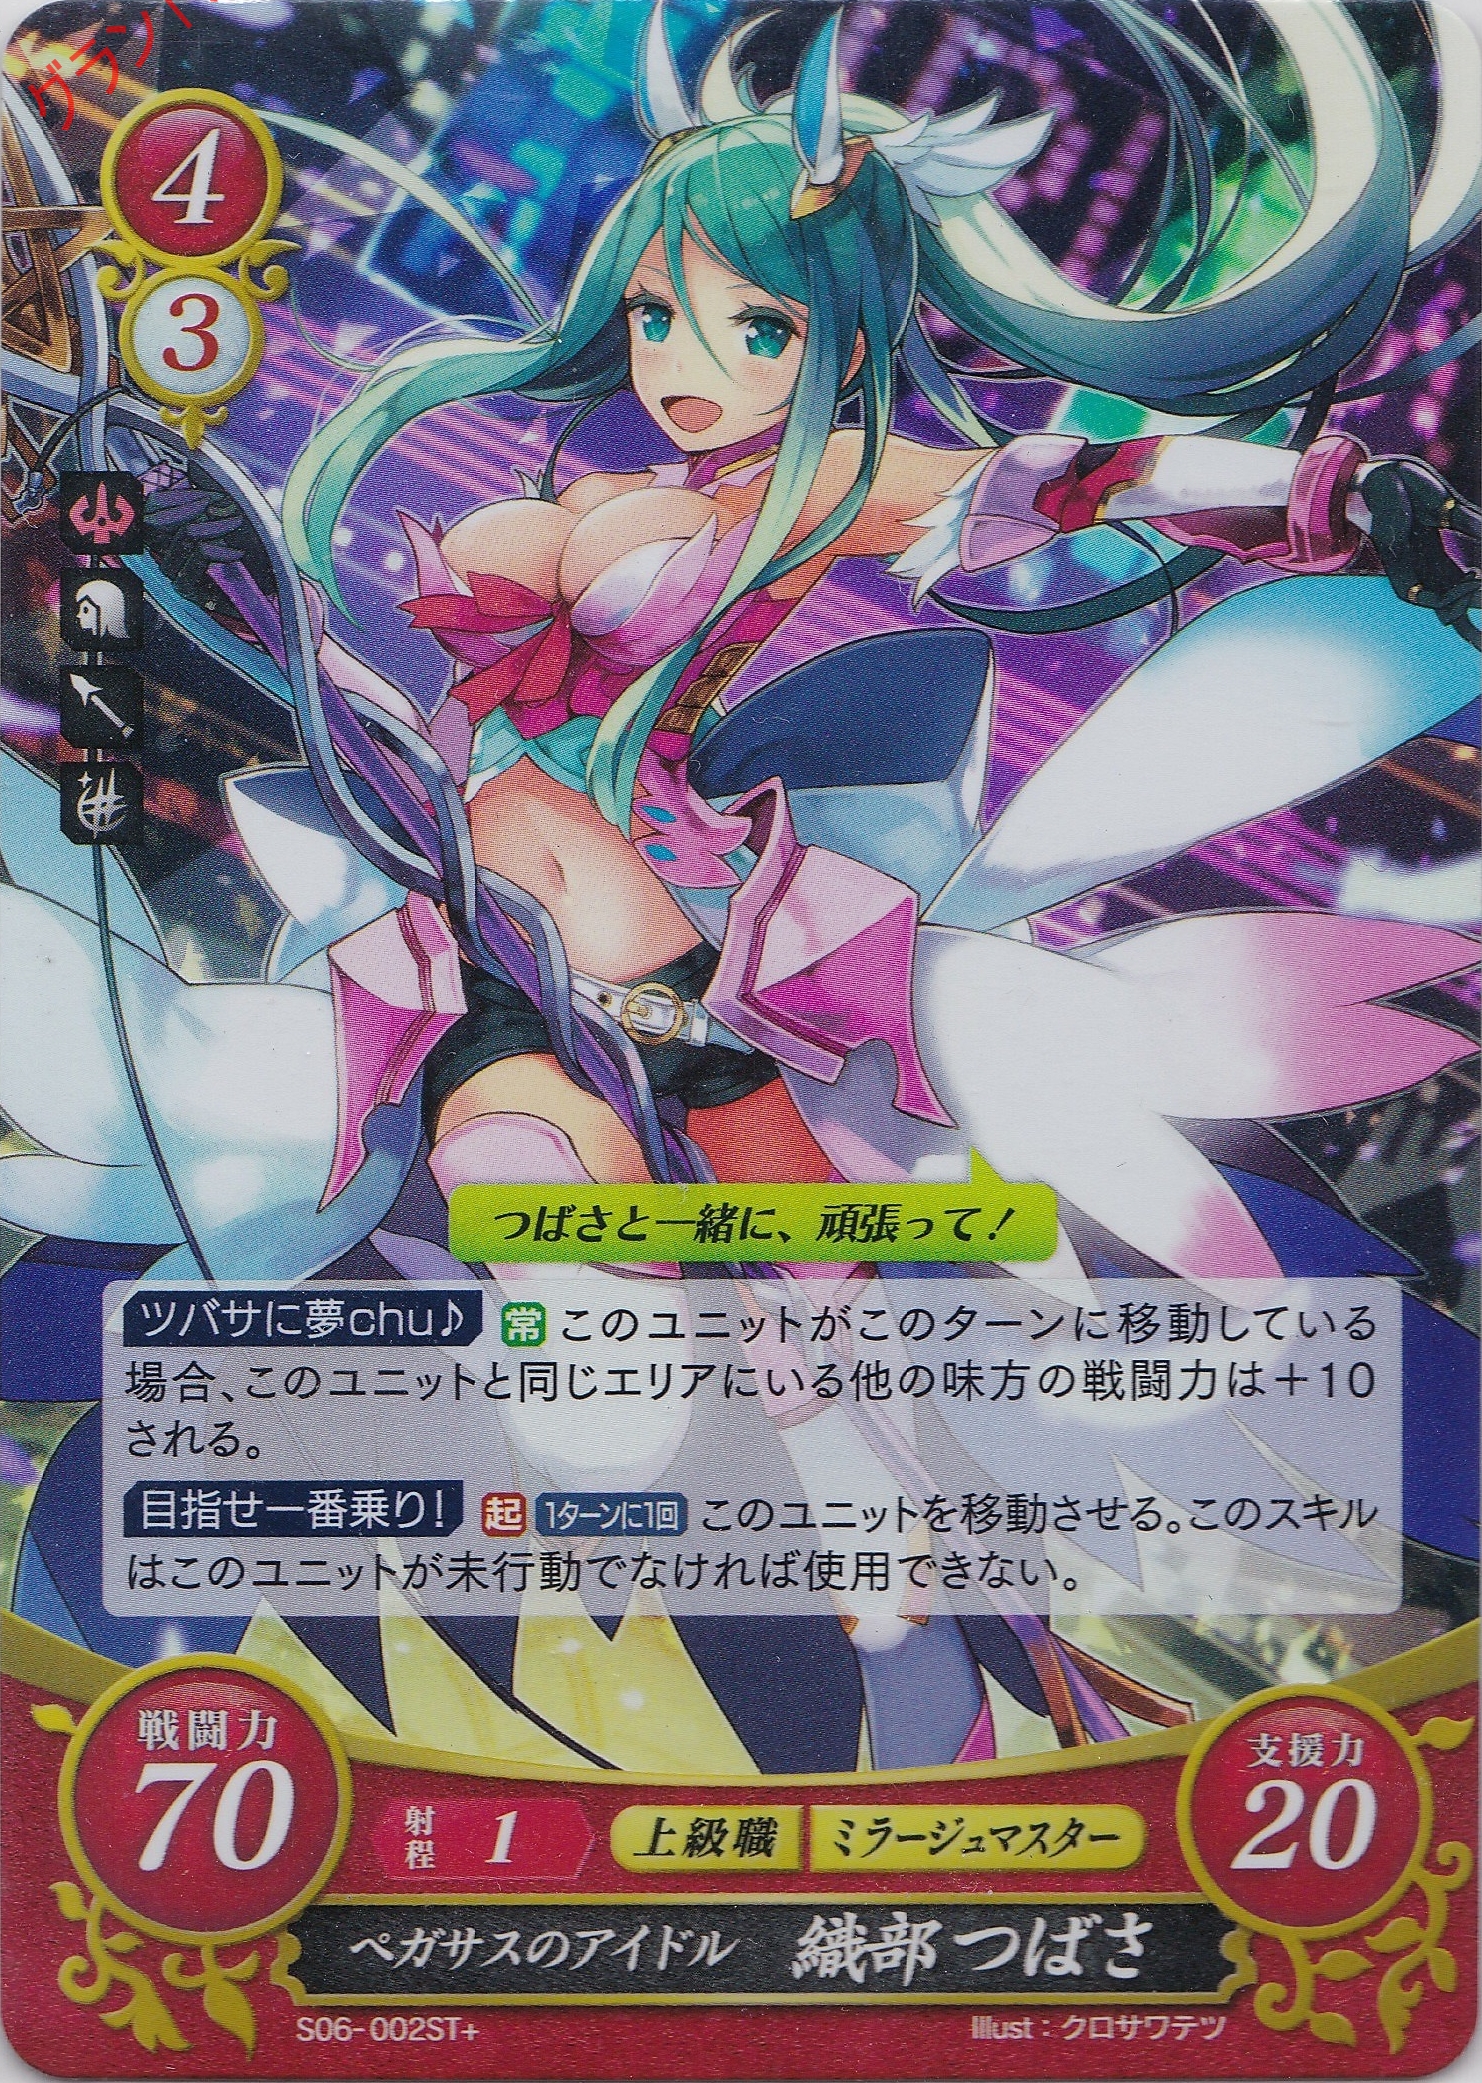 グラン
4
3
つばさと一緒に、頑張って!
ツバサに夢chu♪ 常 このユニットがこのターンに移動している
場合、このユニットと同じエリアにいる他の味方の戦闘力は+10
される。
目指せ一番乗り! 起 1ターンに1回 このユニットを移動させる。このスキル
はこのユニットが未行動でなければ使用できない。
戦闘力
70
射程 1
上級職 ミラージュマスター
支援力
20
ペガサスのアイドル 織部 つばさ
S06-002ST+ Illust:クロサワテツ